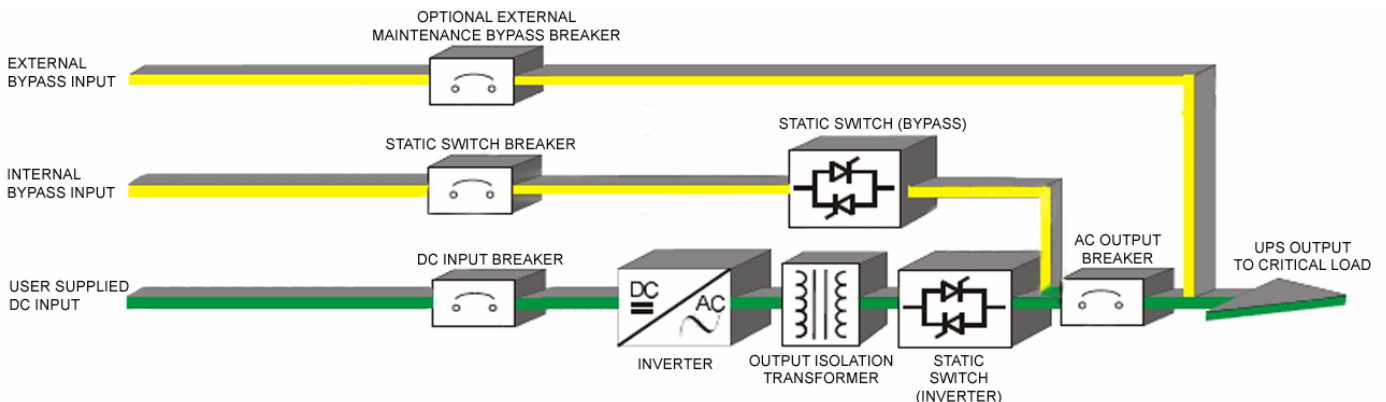 OPTIONAL EXTERNAL
MAINTENANCE BYPASS BREAKER
EXTERNAL
BYPASS INPUT
STATIC SWITCH BREAKER
STATIC SWITCH (BYPASS)
INTERNAL
BYPASS INPUT
DC INPUT BREAKER
AC OUTPUT
BREAKER
UPS OUTPUT
TO CRITICAL LOAD
USER SUPPLIED
DC INPUT
DC
AC
INVERTER
OUTPUT ISOLATION
TRANSFORMER
STATIC
SWITCH
(INVERTER)